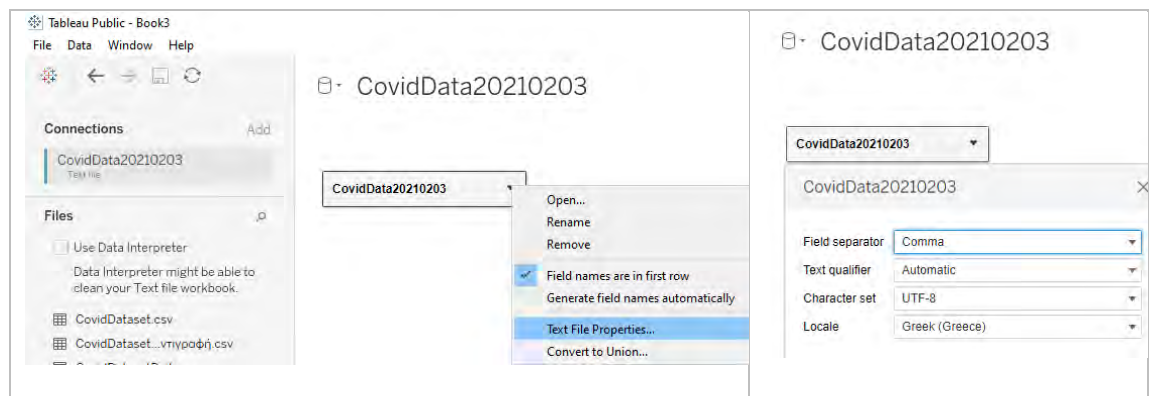 Tableau Public - Book3
File Data Window Help
Connections Add
CovidData20210203
Text file
Files
Use Data Interpreter
Data Interpreter might be able to
clean your Text file workbook.
CovidDataset.csv
CovidDataset...ντιγραφή.csv
CovidData20210203
CovidData20210203
Open...
Rename
Remove
Field names are in first row
Generate field names automatically
Text File Properties...
Convert to Union...
CovidData20210203
CovidData20210203
CovidData20210203
Field separator Comma
Text qualifier Automatic
Character set UTF-8
Locale Greek (Greece)